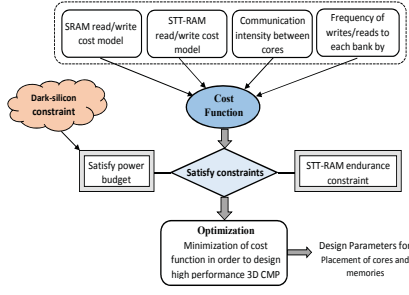 SRAM read/write
cost model
STT-RAM
read/write cost
model
Communication
intensity between
cores
Frequency of
writes/reads to
each bank by
Cost
Function
Dark-silicon
constraint
Satisfy power
budget
Satisfy constraints
STT-RAM endurance
constraint
Optimization
Minimization of cost
function in order to design
high performance 3D CMP
Design Parameters for
Placement of cores and
memories